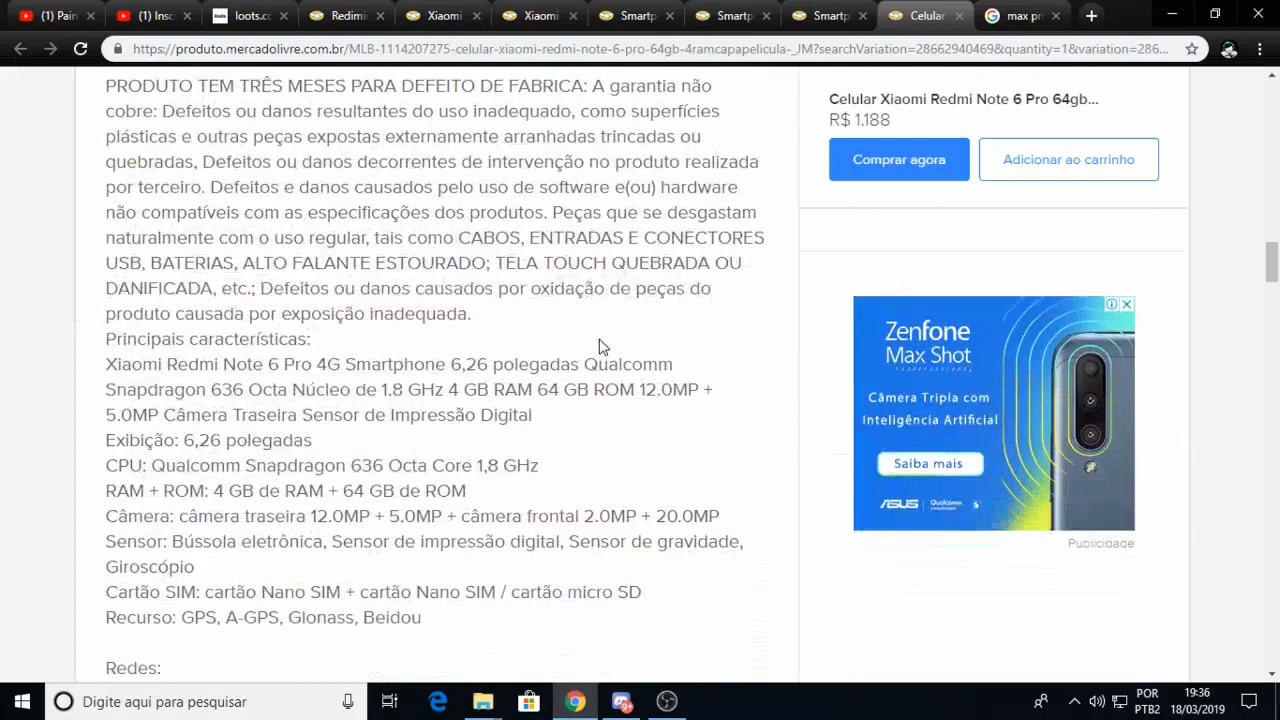 (1) Pain
(1) Insc
loots.cc
Redimi
Xiaomi
Xiaomi
Smartp
Smartp
Smartp
Celular
max pr
https://produto.mercadolivre.com.br/MLB-1114207275-celular-xiaomi-redmi-note-6-pro-64gb-4ramcapapelicula-_JM?searchVariation=28662940469&quantity=1&variation=286...
PRODUTO TEM TRÊS MESES PARA DEFEITO DE FABRICA: A garantia não
cobre: Defeitos ou danos resultantes do uso inadequado, como superfícies
plásticas e outras peças expostas externamente arranhadas trincadas ou
quebradas, Defeitos ou danos decorrentes de intervenção no produto realizada
por terceiro. Defeitos e danos causados pelo uso de software e(ou) hardware
não compatíveis com as especificações dos produtos. Peças que se desgastam
naturalmente com o uso regular, tais como CABOS, ENTRADAS E CONECTORES
USB, BATERIAS, ALTO FALANTE ESTOURADO; TELA TOUCH QUEBRADA OU
DANIFICADA, etc.; Defeitos ou danos causados por oxidação de peças do
produto causada por exposição inadequada.
Principais características:
Xiaomi Redmi Note 6 Pro 4G Smartphone 6,26 polegadas Qualcomm
Snapdragon 636 Octa Núcleo de 1.8 GHz 4 GB RAM 64 GB ROM 12.0MP +
5.0MP Câmera Traseira Sensor de Impressão Digital
Exibição: 6,26 polegadas
CPU: Qualcomm Snapdragon 636 Octa Core 1,8 GHz
RAM + ROM: 4 GB de RAM + 64 GB de ROM
Câmera: câmera traseira 12.0MP + 5.0MP + câmera frontal 2.0MP + 20.0MP
Sensor: Bússola eletrônica, Sensor de impressão digital, Sensor de gravidade,
Giroscópio
Cartão SIM: cartão Nano SIM + cartão Nano SIM / cartão micro SD
Recurso: GPS, A-GPS, Glonass, Beidou
Redes:
Celular Xiaomi Redmi Note 6 Pro 64gb...
R$ 1.188
Comprar agora
Adicionar ao carrinho
Zenfone
Max Shot
Câmera Tripla com
Inteligência Artificial
Saiba mais
ASUS
Qualcomm
Publicidade
Digite aqui para pesquisar
POR
PTB2
19:36
18/03/2019